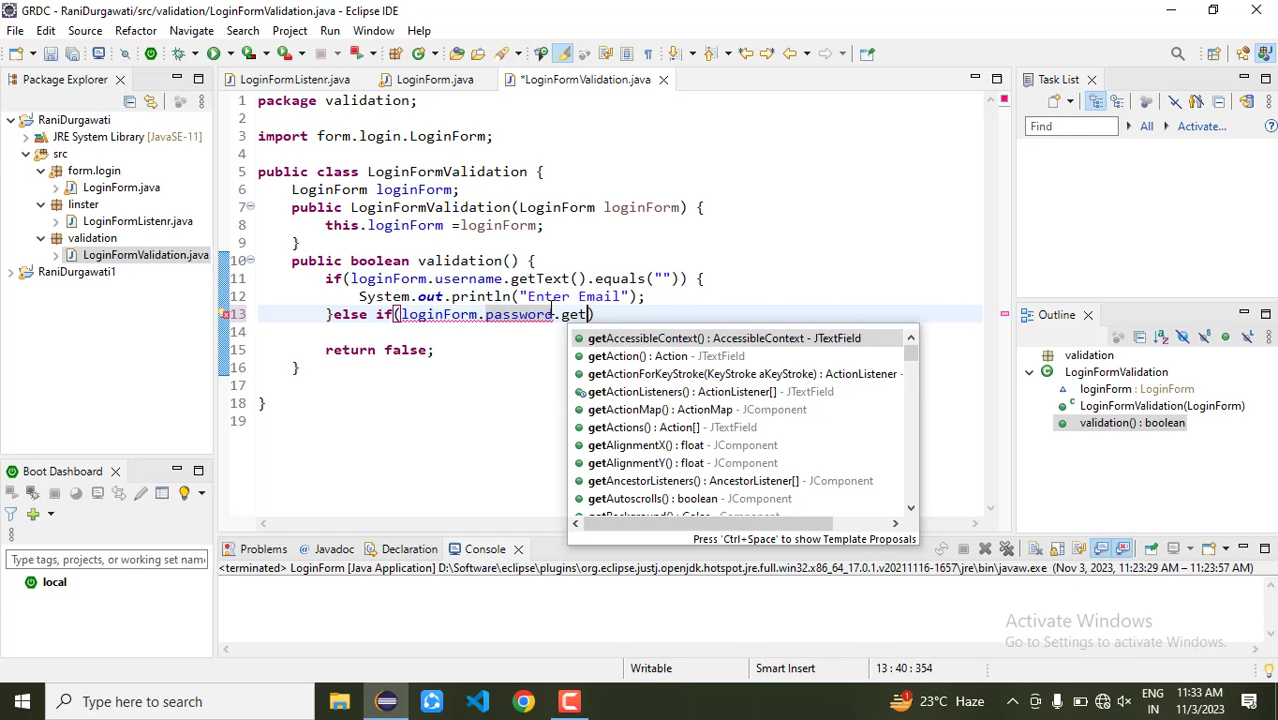 GRDC - RaniDurgawati/src/validation/LoginFormValidation.java - Eclipse IDE
File Edit Source Refactor Navigate Search Project Run Window Help
Package Explorer
LoginFormListenr.java LoginForm.java *LoginFormValidation.java
Task List
RaniDurgawati
JRE System Library [JavaSE-11]
src
form.login
LoginForm.java
linster
LoginFormListenr.java
validation
LoginFormValidation.java
RaniDurgawati1
1 package validation;
2
3 import form.login.LoginForm;
4
5 public class LoginFormValidation {
6 LoginForm loginForm;
7 public LoginFormValidation(LoginForm loginForm) {
8 this.loginForm =loginForm;
9 }
10 public boolean validation() {
11 if(loginForm.username.getText().equals("")) {
12 System.out.println("Enter Email");
13 }else if(loginForm.password.get)
14
15 return false;
16 }
17
18 }
19
getAccessibleContext() : AccessibleContext - JTextField
getAction() : Action - JTextField
getActionForKeyStroke(KeyStroke aKeyStroke) : ActionListener -
getActionListeners() : ActionListener[] - JTextField
getActionMap() : ActionMap - JComponent
getActions() : Action[] - JTextField
getAlignmentX() : float - JComponent
getAlignmentY() : float - JComponent
getAncestorListeners() : AncestorListener[] - JComponent
getAutoscrolls() : boolean - JComponent
getBackground() : Color - JComponent
Press 'Ctrl+Space' to show Template Proposals
Find All Activate...
Outline
validation
LoginFormValidation
loginForm : LoginForm
LoginFormValidation(LoginForm)
validation() : boolean
Boot Dashboard
Type tags, projects, or working set name
local
Problems Javadoc Declaration Console
<terminated> LoginForm [Java Application] D:\Software\eclipse\plugins\org.eclipse.justj.openjdk.hotspot.jre.full.win32.x86_64_17.0.1.v20211116-1657\jre\bin\javaw.exe (Nov 3, 2023, 11:23:29 AM – 11:23:57 AM)
Activate Windows
Go to Settings to activate Windows.
Writable Smart Insert 13 : 40 : 354
Type here to search
23°C Haze
ENG
IN
11:33 AM
11/3/2023